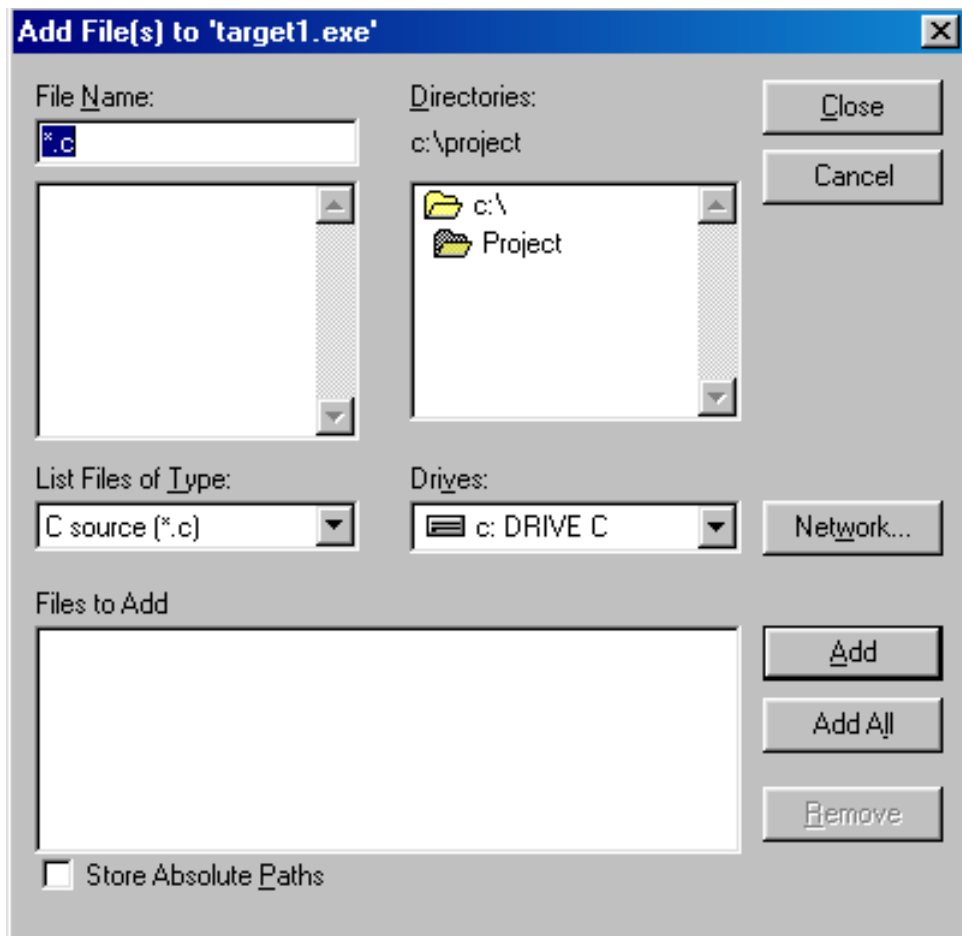 Add File(s) to 'target1.exe'
File Name:
*.c
Directories:
c:\project
Close
Cancel
c:\
Project
List Files of Type:
C source (*.c)
Drives:
c: DRIVE C
Network...
Files to Add
Add
Add All
Remove
Store Absolute Paths